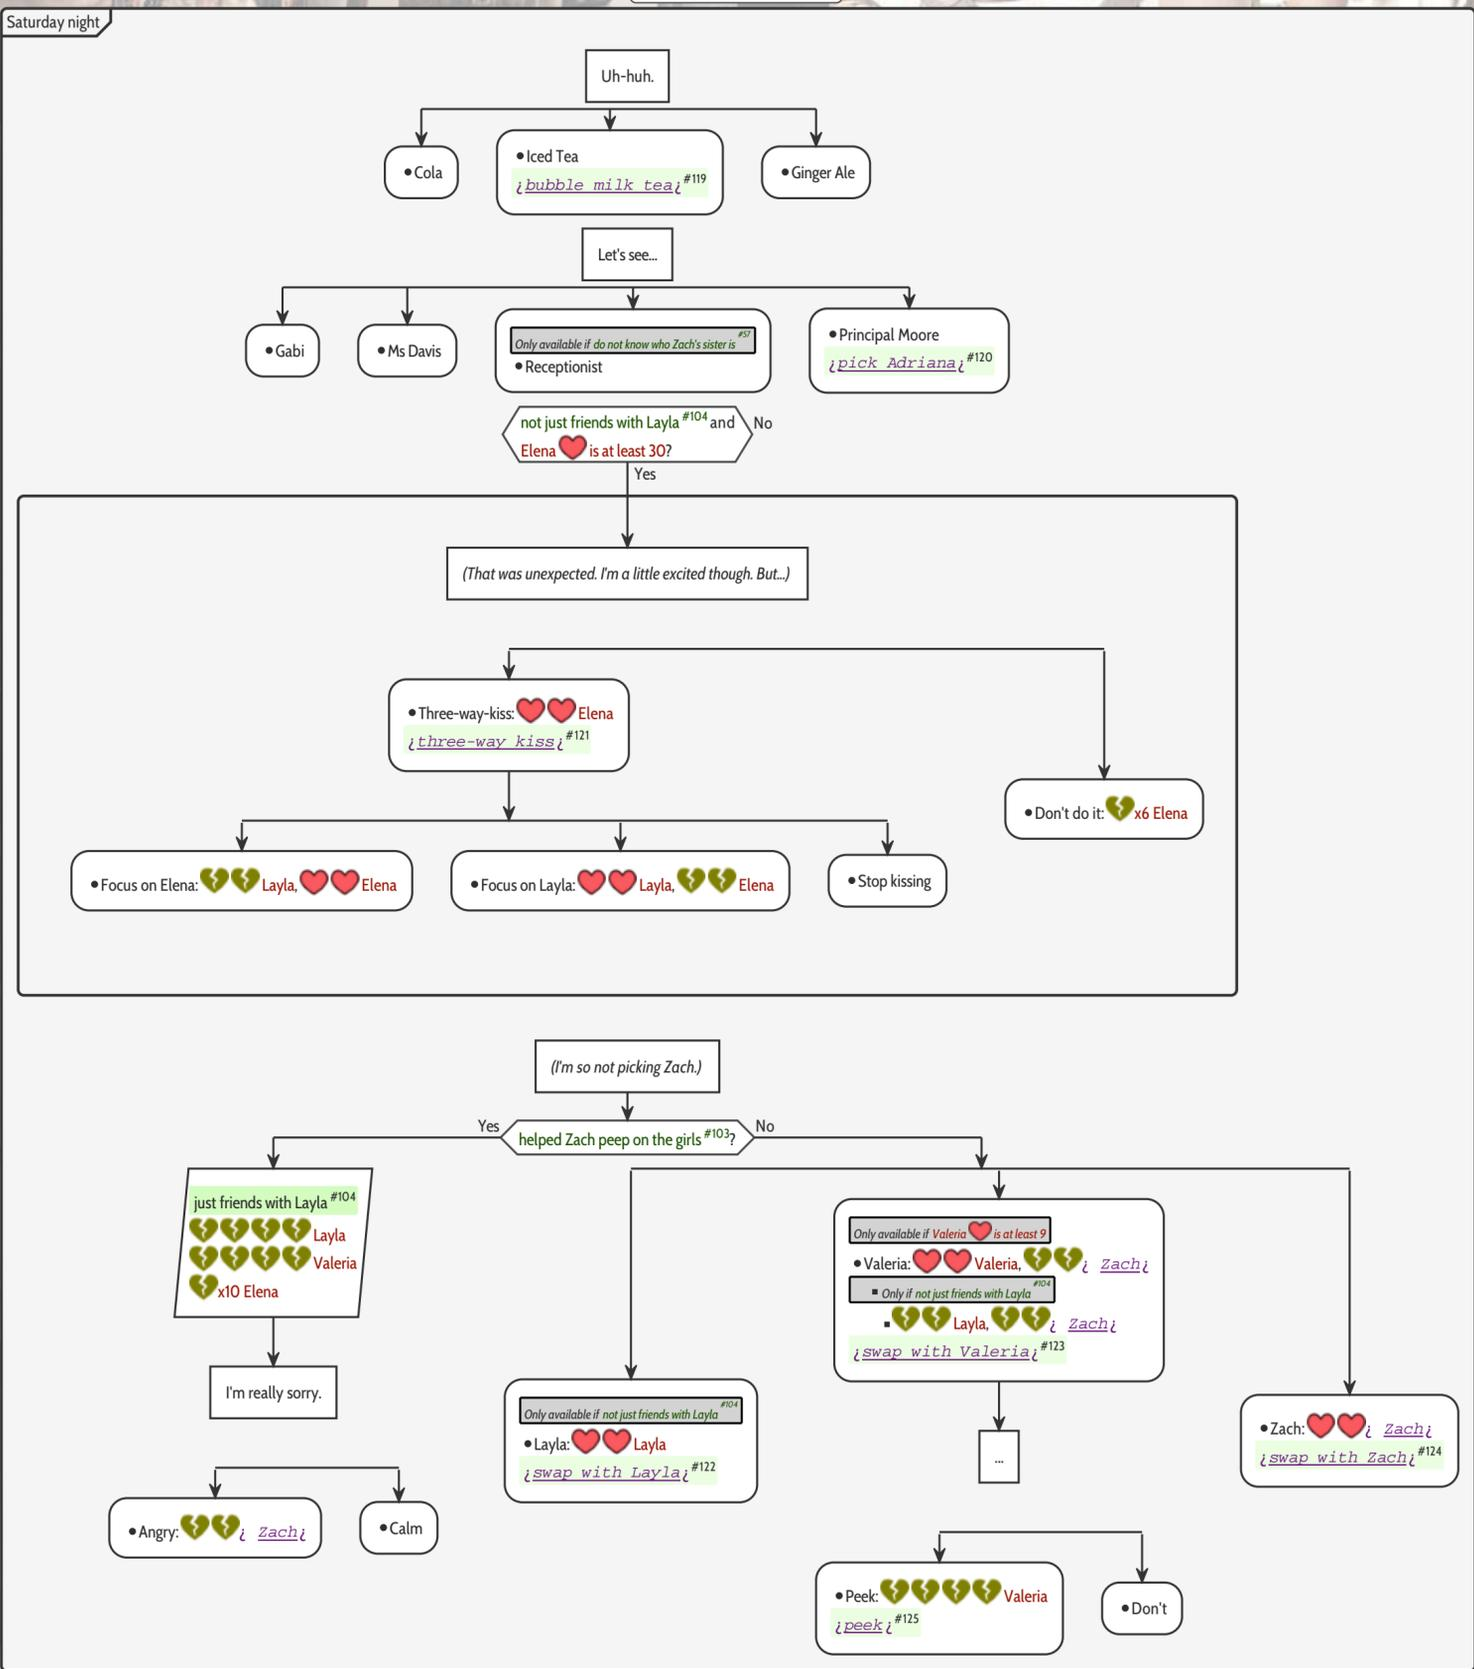 Saturday night
Uh-huh.
•Cola
•Iced Tea
¿bubble milk tea¿#119
•Ginger Ale
Let's see...
•Gabi
•Ms Davis
#57
Only available if do not know who Zach's sister is
•Receptionist
•Principal Moore
¿pick Adriana¿#120
not just friends with Layla #104 and
Elena ❤ is at least 30?
No
Yes
(That was unexpected. I'm a little excited though. But...)
•Three-way-kiss: ❤❤ Elena
¿three-way kiss¿#121
•Don't do it: 💔x6 Elena
•Focus on Elena: 💔💔 Layla, ❤❤ Elena
•Focus on Layla: ❤❤ Layla, 💔💔 Elena
•Stop kissing
(I'm so not picking Zach.)
Yes
helped Zach peep on the girls #103?
No
just friends with Layla #104
💔💔💔💔 Layla
💔💔💔💔 Valeria
💔x10 Elena
I'm really sorry.
•Angry: 💔💔¿ Zach¿
•Calm
#104
Only available if not just friends with Layla
•Layla: ❤❤ Layla
¿swap with Layla¿#122
Only available if Valeria ❤ is at least 9
•Valeria: ❤❤ Valeria, 💔💔¿ Zach¿
#104
▪ Only if not just friends with Layla
▪💔💔 Layla, 💔💔¿ Zach¿
¿swap with Valeria¿#123
...
•Peek: 💔💔💔💔 Valeria
¿peek¿#125
•Don't
•Zach: ❤❤¿ Zach¿
¿swap with Zach¿#124